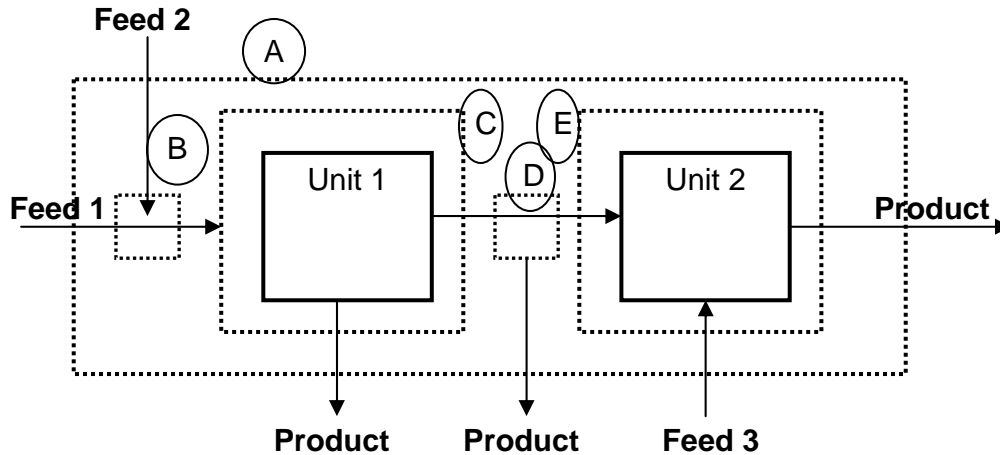 Feed 2
A
C
E
B
D
Unit 1
Unit 2
Feed 1
Product
Product
Product
Feed 3